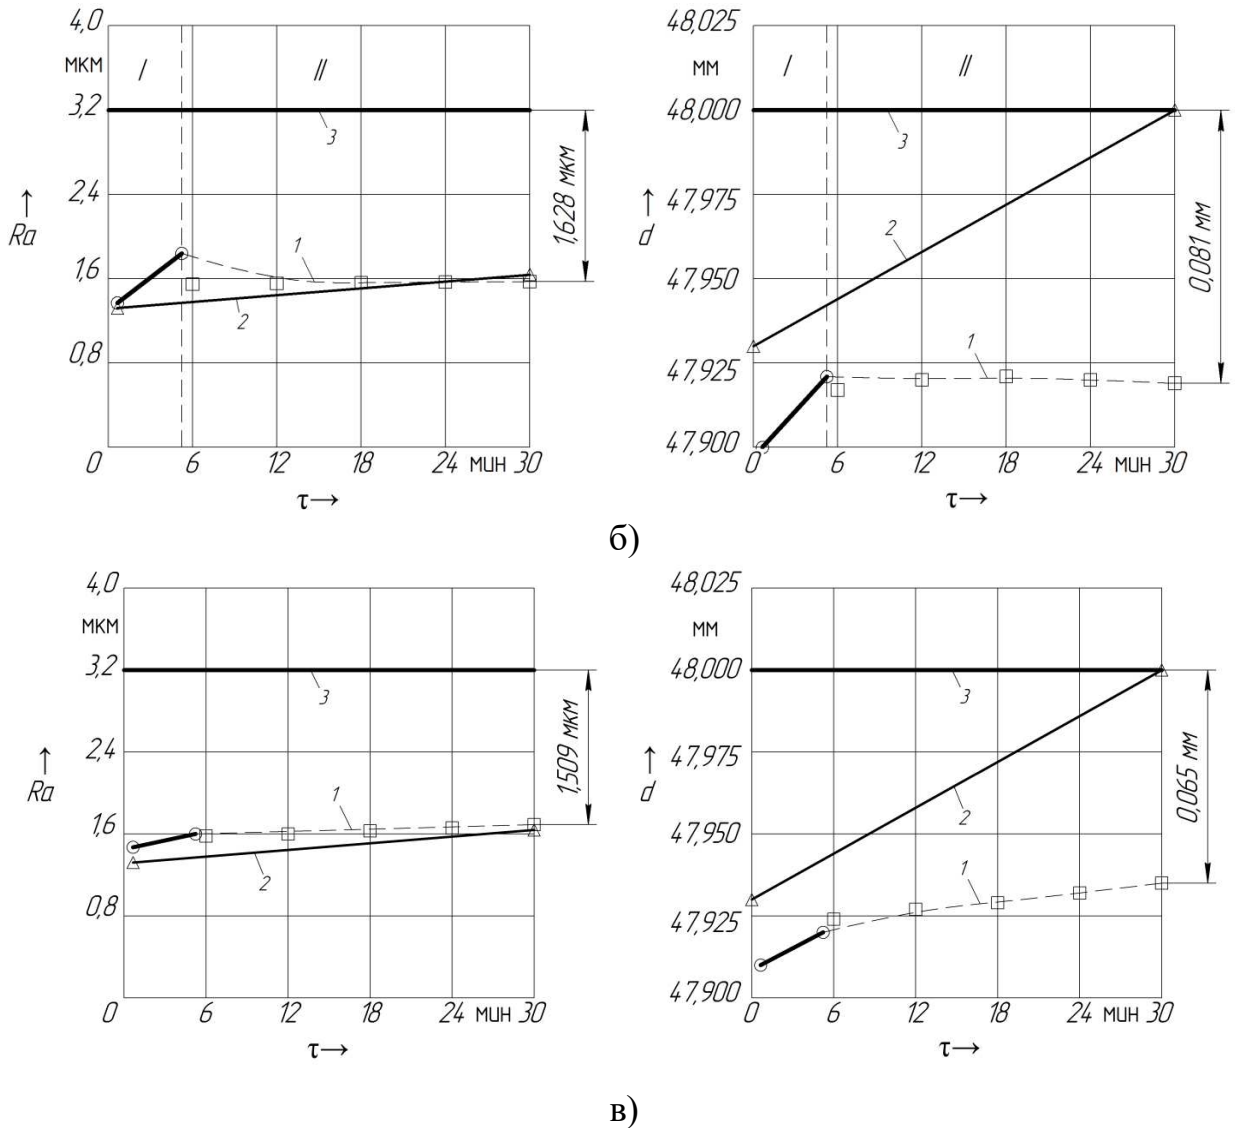 4,0
мкм
3,2
2,4
1,6
0,8
Ra
I
II
3
1
2
1,628 мкм
0 6 12 18 24 мин 30
τ→
48,025
мм
48,000
47,975
47,950
47,925
47,900
d
I
II
3
2
1
0,081 мм
0 6 12 18 24 мин 30
τ→
б)
4,0
мкм
3,2
2,4
1,6
0,8
Ra
3
1
2
1,509 мкм
0 6 12 18 24 мин 30
τ→
48,025
мм
48,000
47,975
47,950
47,925
47,900
d
3
2
1
0,065 мм
0 6 12 18 24 мин 30
τ→
в)